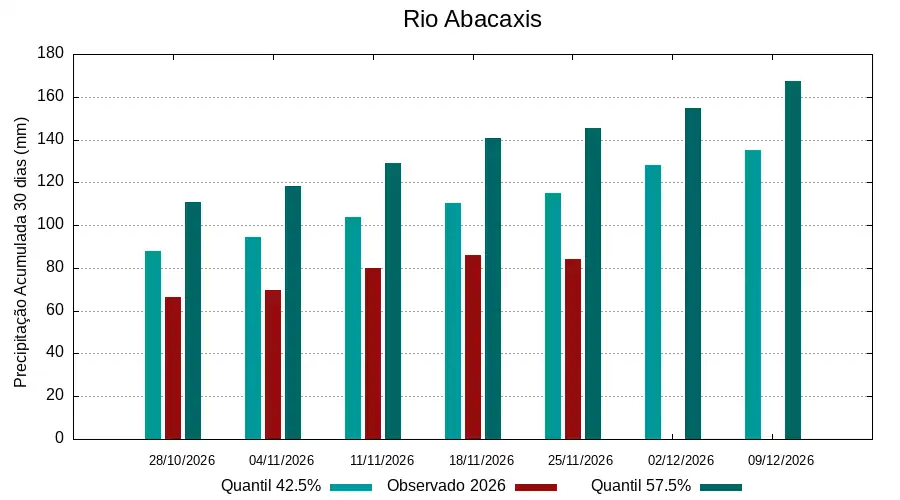 Rio Abacaxis
Precipitação Acumulada 30 dias (mm)
180
160
140
120
100
80
60
40
20
0
28/10/2026 04/11/2026 11/11/2026 18/11/2026 25/11/2026 02/12/2026 09/12/2026
Quantil 42.5% Observado 2026 Quantil 57.5%